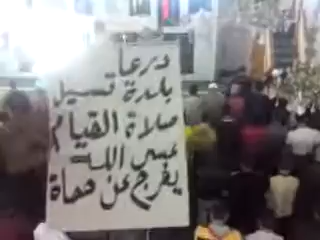 درعا
بلدة تسيل
صلاة القيام
عسى الله
يفرج عن حماة